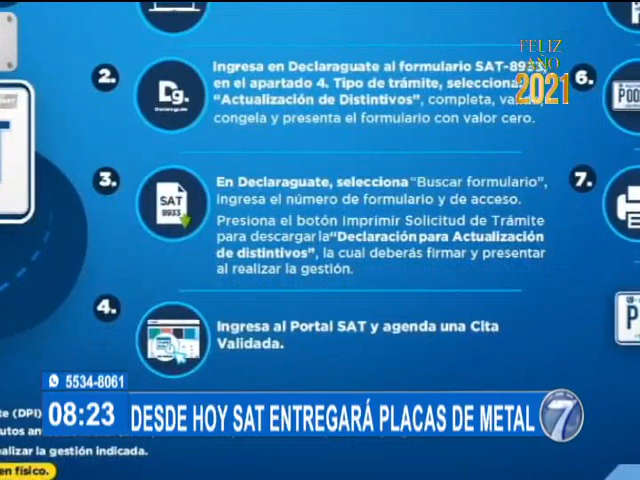 FELIZ
AÑO
2021
2.
Dg.
Declaraguate
Ingresa en Declaraguate al formulario SAT-8933,
en el apartado 4. Tipo de trámite, selecciona
“Actualización de Distintivos”, completa, valida,
congela y presenta el formulario con valor cero.
6.
3.
SAT
8933
En Declaraguate, selecciona “Buscar formulario”,
ingresa el número de formulario y de acceso.
Presiona el botón Imprimir Solicitud de Trámite
para descargar la “Declaración para Actualización
de distintivos”, la cual deberás firmar y presentar
al realizar la gestión.
7.
4.
Ingresa al Portal SAT y agenda una Cita
Validada.
5534-8061
08:23
DESDE HOY SAT ENTREGARÁ PLACAS DE METAL
7
(DPI)
alizar la gestión indicada.
en físico.